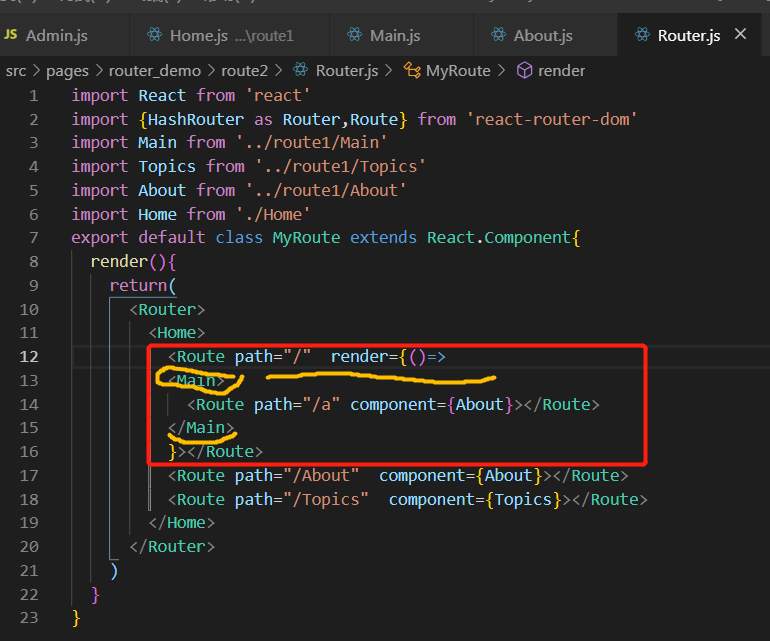 JS Admin.js Home.js ...\route1 Main.js About.js Router.js
src > pages > router_demo > route2 > Router.js > MyRoute > render
1 import React from 'react'
2 import {HashRouter as Router,Route} from 'react-router-dom'
3 import Main from '../route1/Main'
4 import Topics from '../route1/Topics'
5 import About from '../route1/About'
6 import Home from './Home'
7 export default class MyRoute extends React.Component{
8 render(){
9 return(
10 <Router>
11 <Home>
12 <Route path="/" render={()=>
13 <Main>
14 <Route path="/a" component={About}></Route>
15 </Main>
16 }></Route>
17 <Route path="/About" component={About}></Route>
18 <Route path="/Topics" component={Topics}></Route>
19 </Home>
20 </Router>
21 )
22 }
23 }